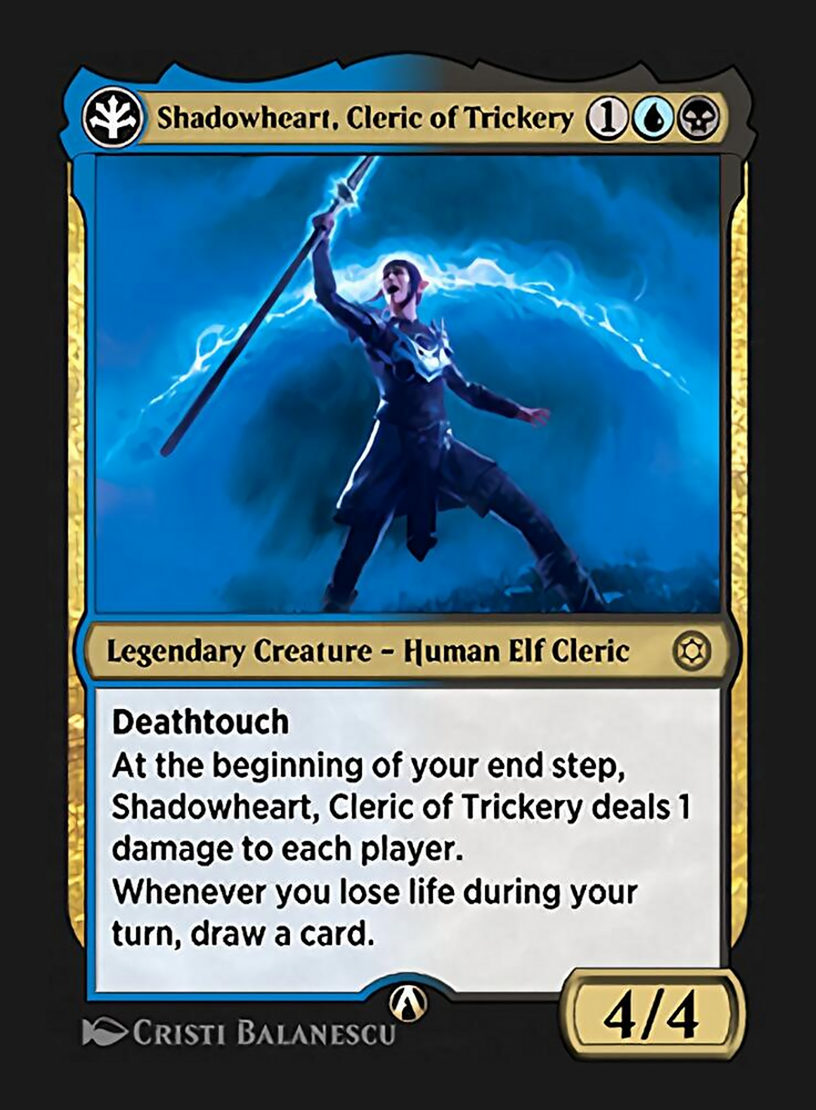 Shadowheart, Cleric of Trickery 1
Legendary Creature – Human Elf Cleric
Deathtouch
At the beginning of your end step,
Shadowheart, Cleric of Trickery deals 1
damage to each player.
Whenever you lose life during your
turn, draw a card.
4/4
Cristi Balanescu